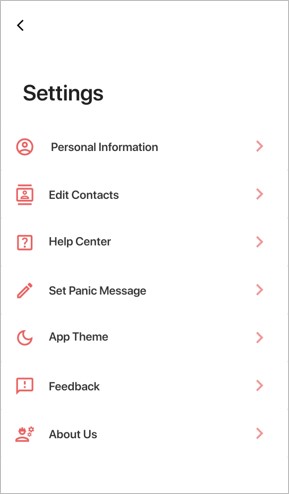 Settings
Personal Information
Edit Contacts
Help Center
Set Panic Message
App Theme
Feedback
About Us